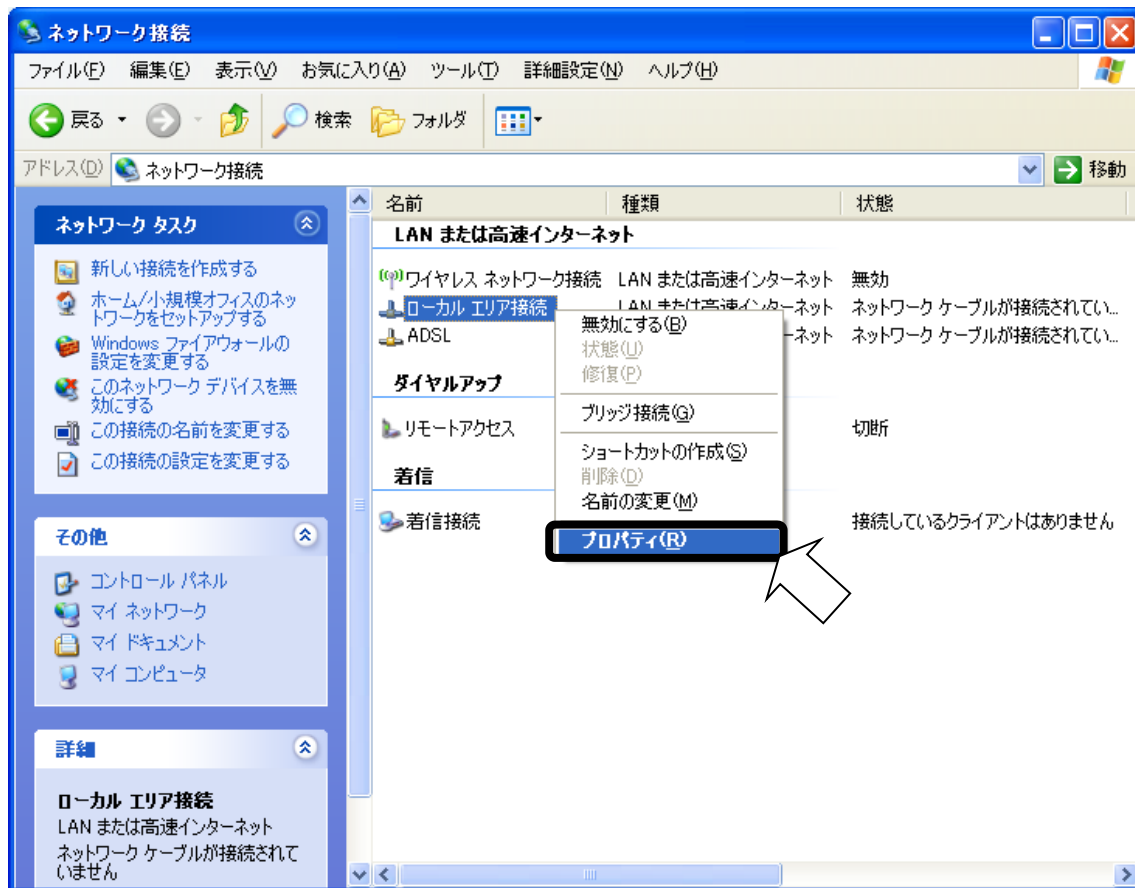 ネットワーク接続
ファイル(F) 編集(E) 表示(V) お気に入り(A) ツール(T) 詳細設定(N) ヘルプ(H)
戻る 検索 フォルダ
アドレス(D) ネットワーク接続 移動
ネットワーク タスク
新しい接続を作成する
ホーム/小規模オフィスのネッ
トワークをセットアップする
Windows ファイアウォールの
設定を変更する
このネットワーク デバイスを無
効にする
この接続の名前を変更する
この接続の設定を変更する
その他
コントロール パネル
マイ ネットワーク
マイ ドキュメント
マイ コンピュータ
詳細
ローカル エリア接続
LAN または高速インターネット
ネットワーク ケーブルが接続されて
いません
名前 種類 状態
LAN または高速インターネット
ワイヤレス ネットワーク接続 LAN または高速インターネット 無効
ローカル エリア接続 LAN または高速インターネット ネットワーク ケーブルが接続されてい...
ADSL ーネット ネットワーク ケーブルが接続されてい...
ダイヤルアップ
リモートアクセス 切断
着信
着信接続 接続しているクライアントはありません
無効にする(B)
状態(U)
修復(P)
ブリッジ接続(G)
ショートカットの作成(S)
削除(D)
名前の変更(M)
プロパティ(R)